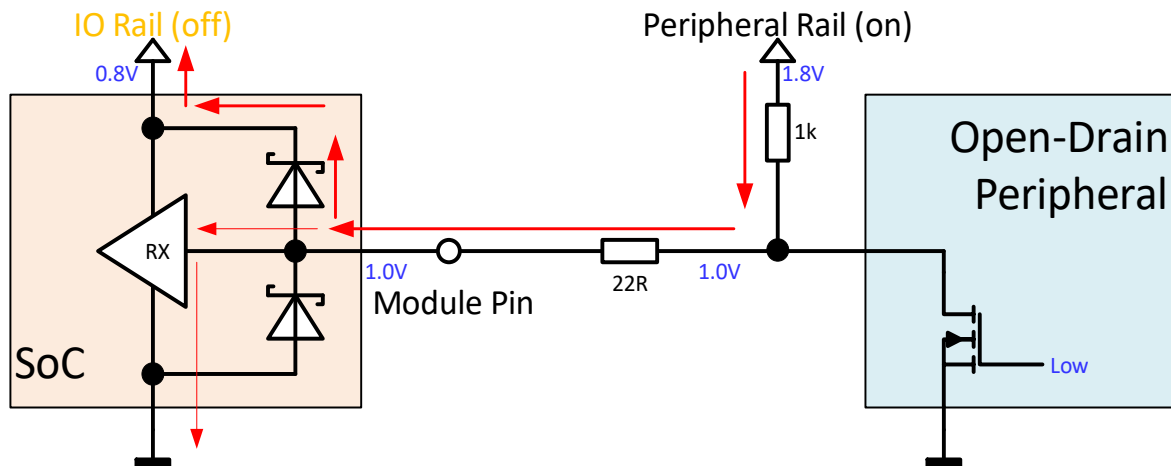 IO Rail (off)
0.8V
Peripheral Rail (on)
1.8V
1k
Open-Drain
Peripheral
RX
1.0V
22R
1.0V
Module Pin
SoC
Low